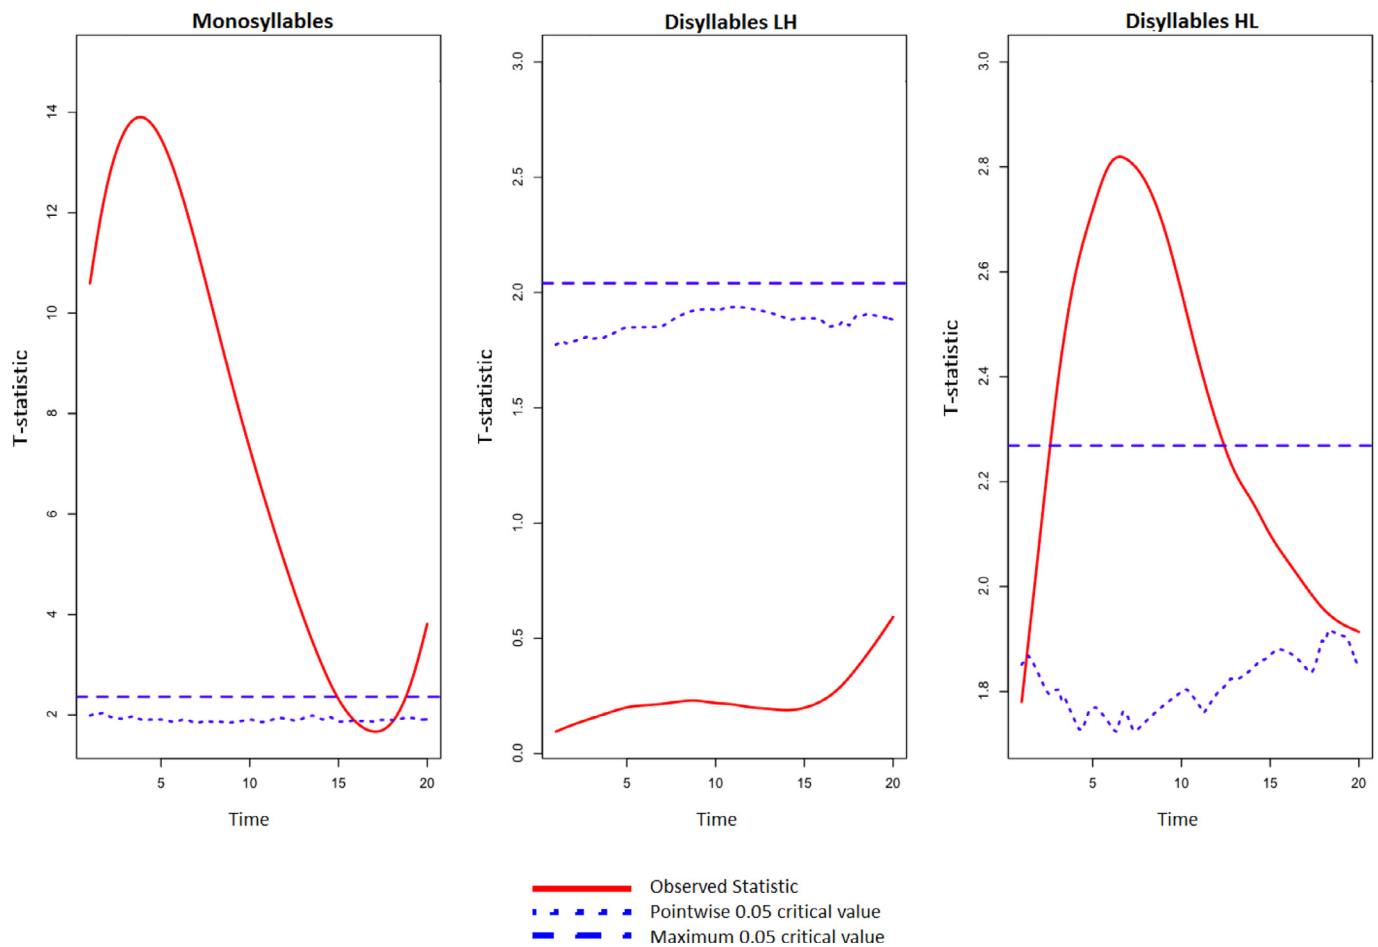 Monosyllables
T-statistic
14
12
10
8
6
4
2
5 10 15 20
Time
Disyllables LH
T-statistic
3.0
2.5
2.0
1.5
1.0
0.5
0.0
5 10 15 20
Time
Disyllables HL
T-statistic
3.0
2.8
2.6
2.4
2.2
2.0
1.8
5 10 15 20
Time
Observed Statistic
Pointwise 0.05 critical value
Maximum 0.05 critical value